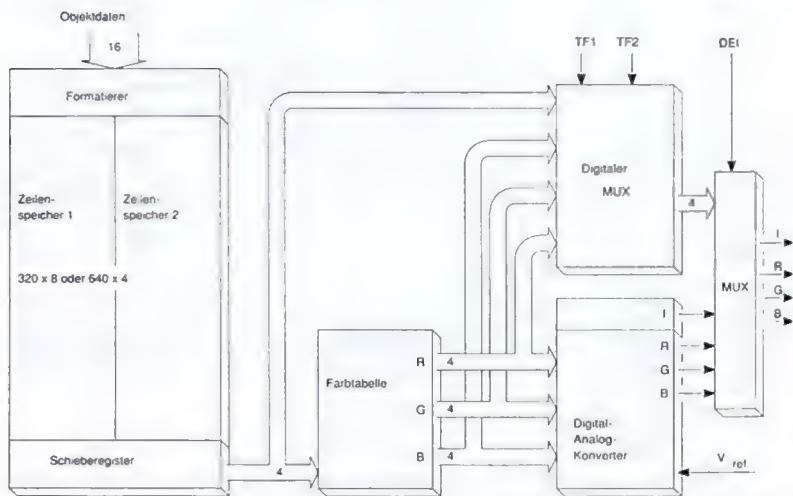 Objektdaten
16
Formatierer
Zeilen-
speicher 1
Zeilen-
speicher 2
320 x 8 oder 640 x 4
Schieberegister
4
Farbtabelle
R
4
G
4
B
4
TF1
TF2
Digitaler
MUX
4
DEI
MUX
I
R
G
B
I
R
G
B
Digital-
Analog-
Konverter
V ref